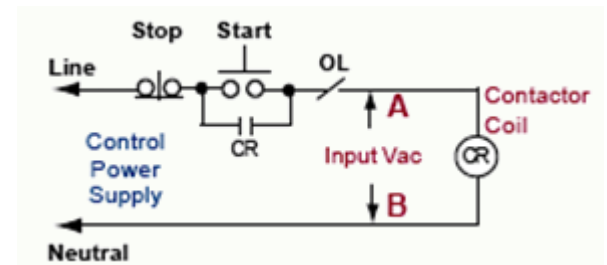 Stop Start
Line
OL
A
Contactor
Coil
CR
CR
Control
Power
Supply
Input Vac
B
Neutral